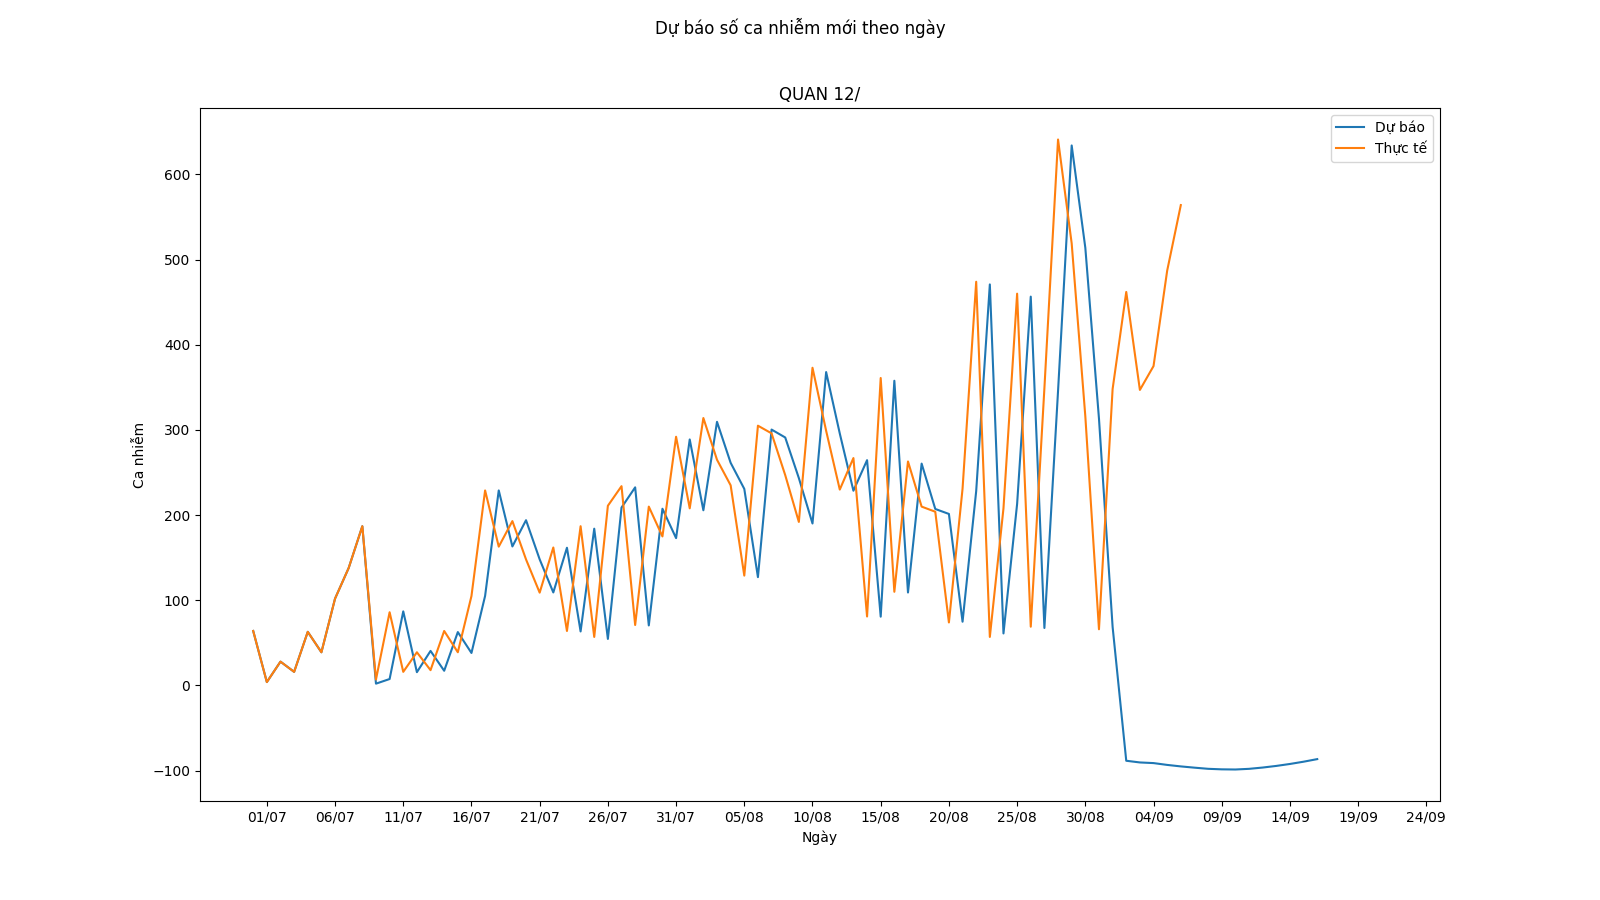 Dự báo số ca nhiễm mới theo ngày
QUAN 12/
Dự báo
Thực tế
600
500
400
300
200
100
0
−100
Ca nhiễm
01/07 06/07 11/07 16/07 21/07 26/07 31/07 05/08 10/08 15/08 20/08 25/08 30/08 04/09 09/09 14/09 19/09 24/09
Ngày